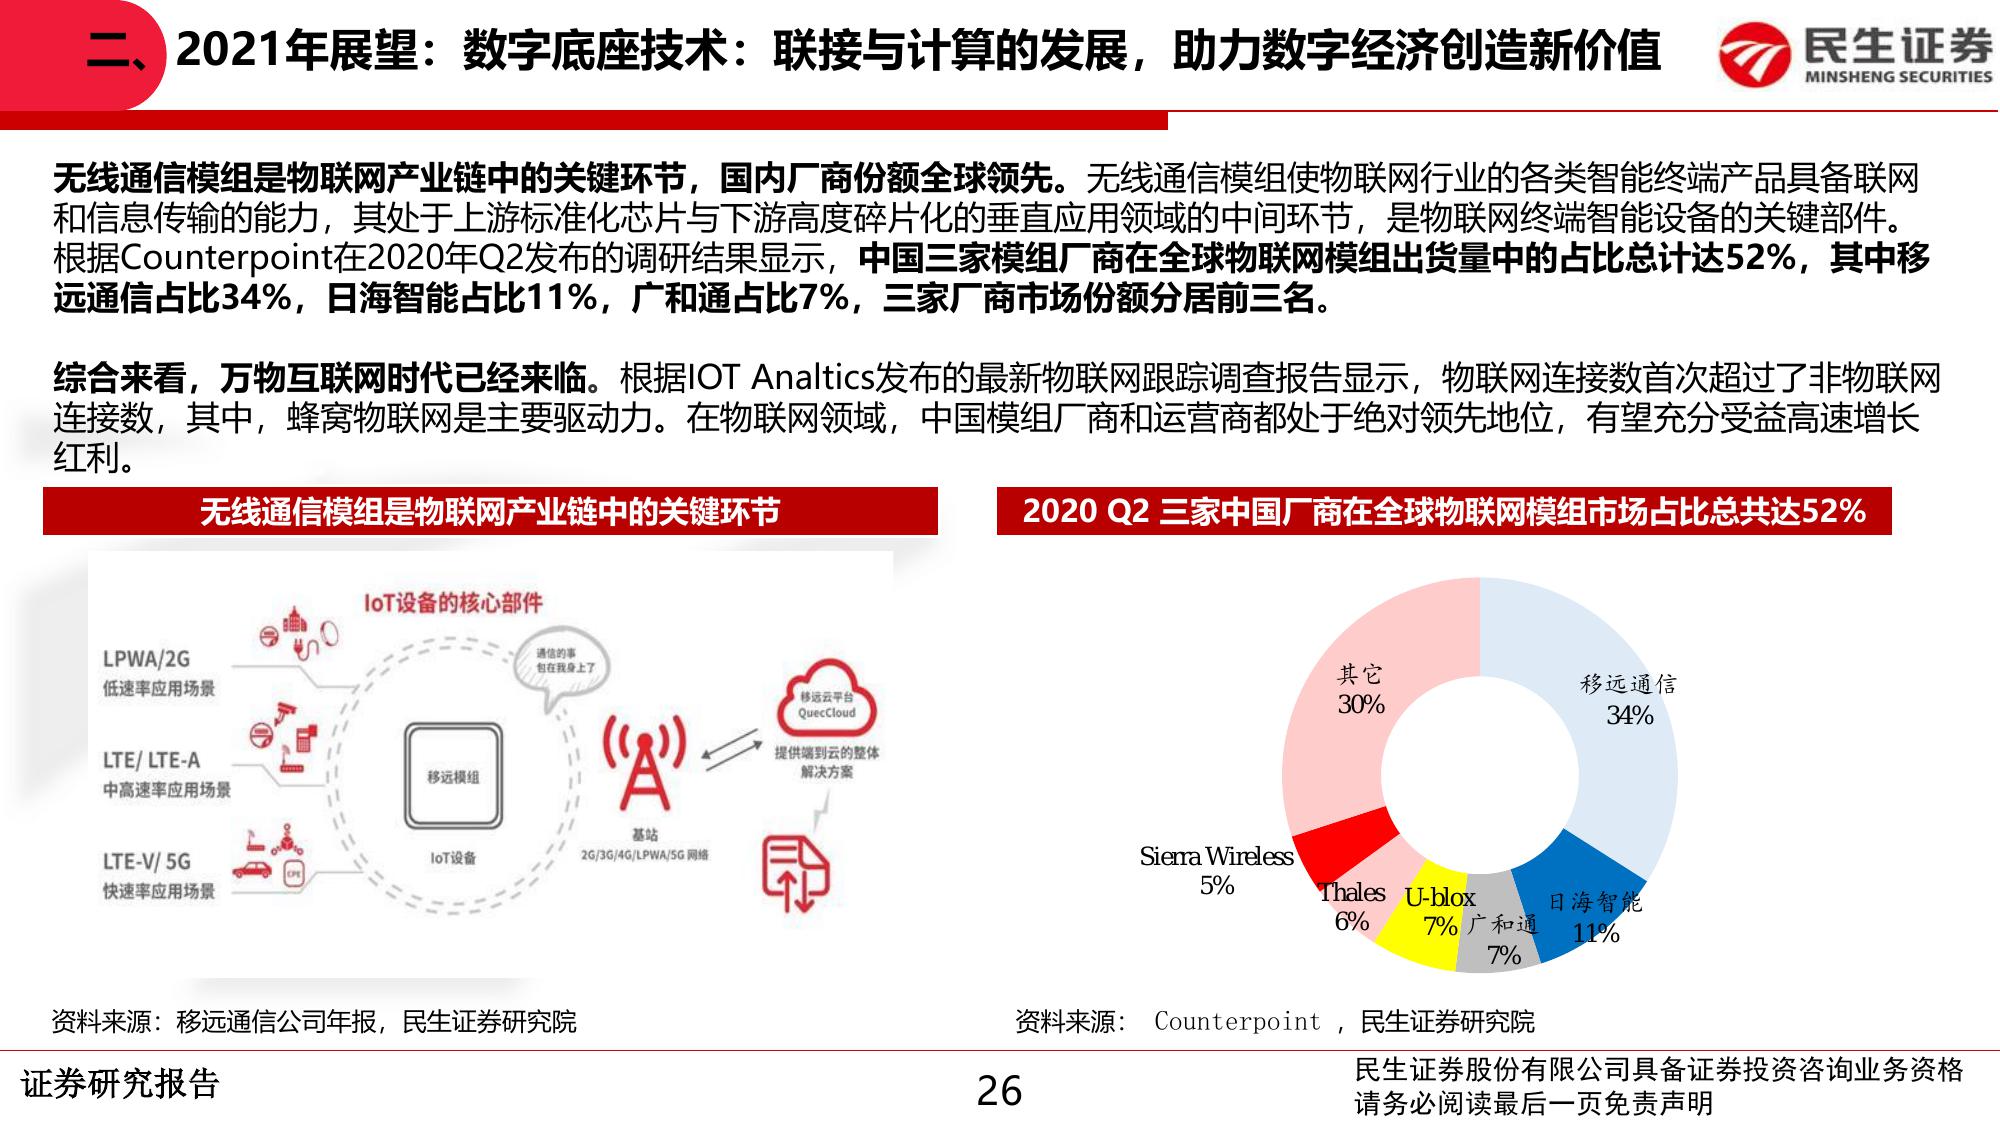 二、2021年展望：数字底座技术：联接与计算的发展，助力数字经济创造新价值
民生证券
MINSHENG SECURITIES
无线通信模组是物联网产业链中的关键环节，国内厂商份额全球领先。无线通信模组使物联网行业的各类智能终端产品具备联网
和信息传输的能力，其处于上游标准化芯片与下游高度碎片化的垂直应用领域的中间环节，是物联网终端智能设备的关键部件。
根据Counterpoint在2020年Q2发布的调研结果显示，中国三家模组厂商在全球物联网模组出货量中的占比总计达52%，其中移
远通信占比34%，日海智能占比11%，广和通占比7%，三家厂商市场份额分居前三名。
综合来看，万物互联网时代已经来临。根据IOT Analtics发布的最新物联网跟踪调查报告显示，物联网连接数首次超过了非物联网
连接数，其中，蜂窝物联网是主要驱动力。在物联网领域，中国模组厂商和运营商都处于绝对领先地位，有望充分受益高速增长
红利。
无线通信模组是物联网产业链中的关键环节
IoT设备的核心部件
通信的事
包在我身上了
LPWA/2G
低速率应用场景
LTE/ LTE-A
中高速率应用场景
LTE-V/ 5G
快速率应用场景
CPE
移远模组
IoT设备
基站
2G/3G/4G/LPWA/5G 网络
移远云平台
QuecCloud
提供端到云的整体
解决方案
资料来源：移远通信公司年报，民生证券研究院
2020 Q2 三家中国厂商在全球物联网模组市场占比总共达52%
其它
30%
移远通信
34%
Sierra Wireless
5%
Thales
6%
U-blox
7%
广和通
7%
日海智能
11%
资料来源： Counterpoint ，民生证券研究院
证券研究报告
26
民生证券股份有限公司具备证券投资咨询业务资格
请务必阅读最后一页免责声明